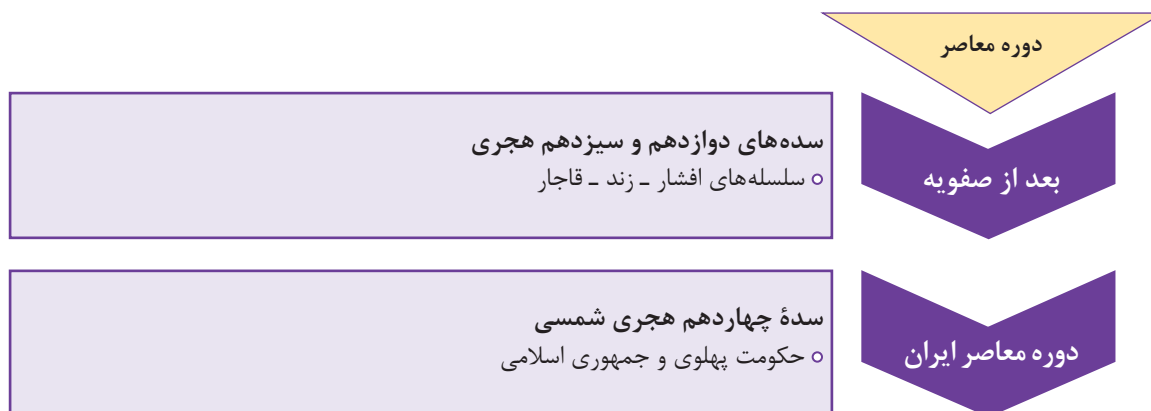 دوره معاصر
بعد از صفویه
سده‌های دوازدهم و سیزدهم هجری
سلسله‌های افشار ـ زند ـ قاجار
دوره معاصر ایران
سدهٔ چهاردهم هجری شمسی
حکومت پهلوی و جمهوری اسلامی